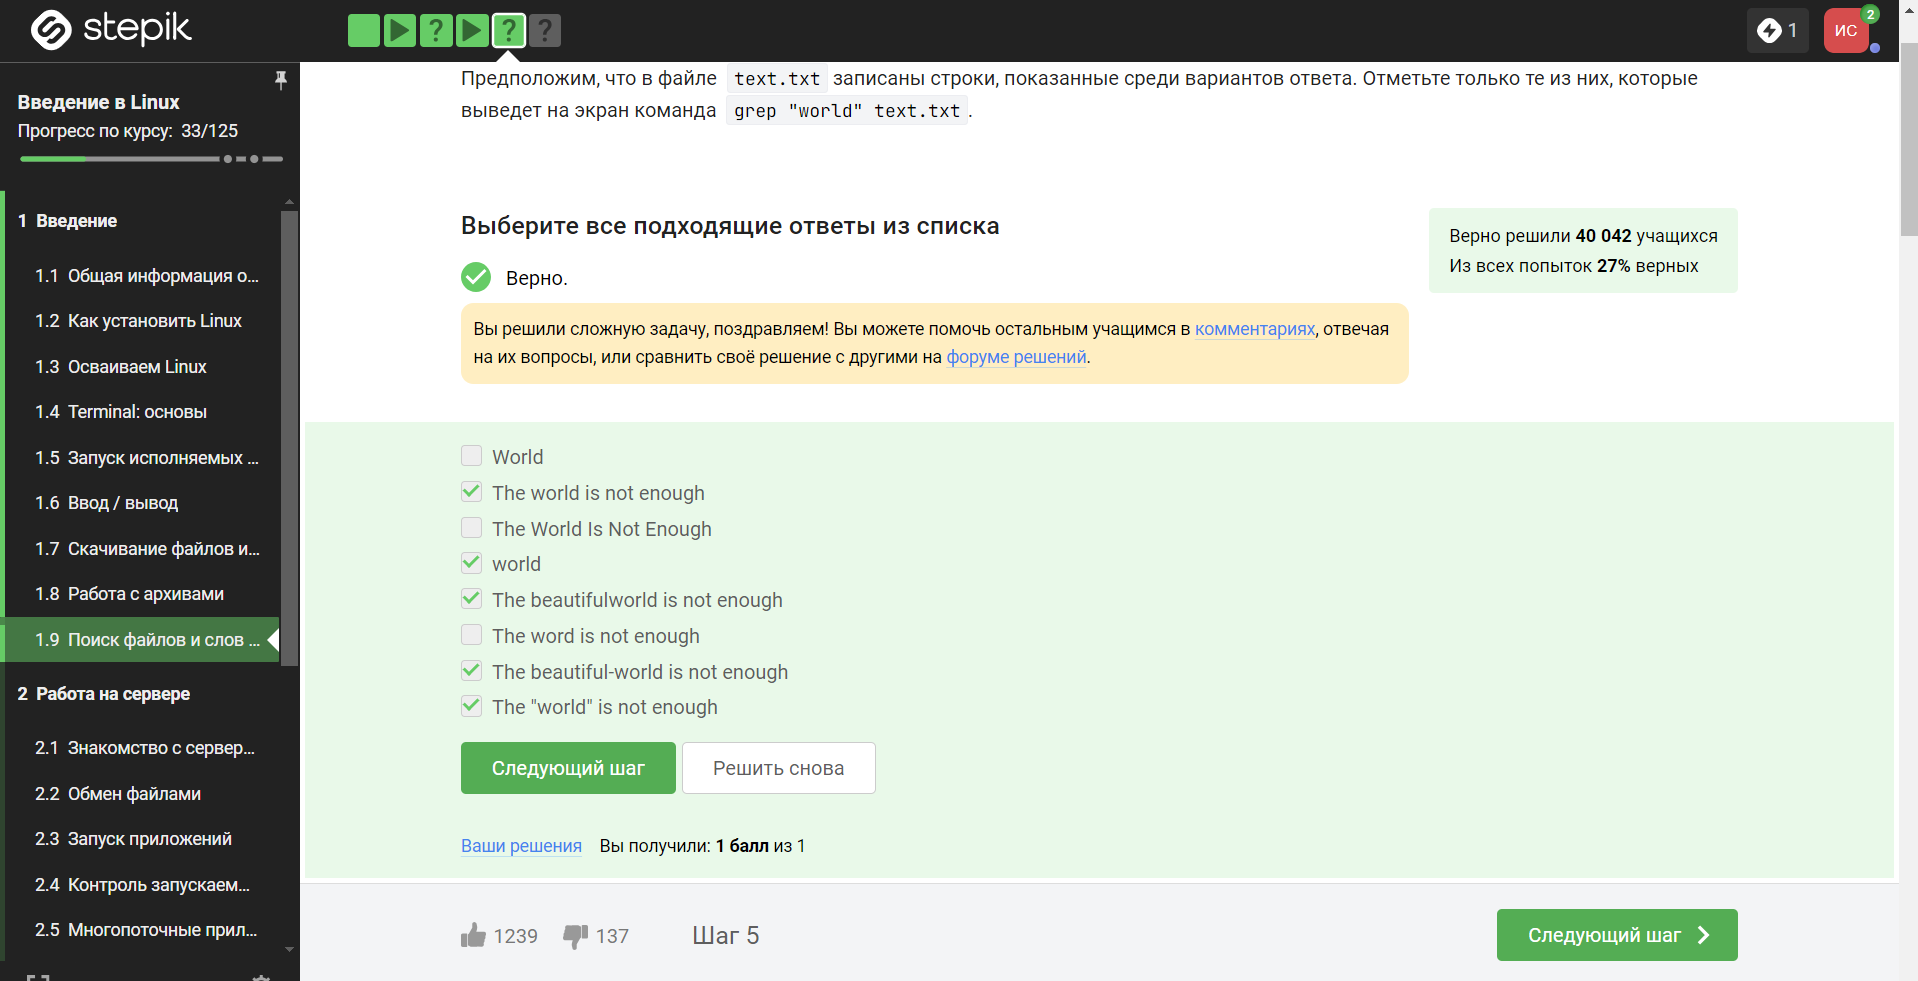 stepik
?
?
?
1
ИС
2
Введение в Linux
Прогресс по курсу: 33/125
1 Введение
1.1 Общая информация о...
1.2 Как установить Linux
1.3 Осваиваем Linux
1.4 Terminal: основы
1.5 Запуск исполняемых ...
1.6 Ввод / вывод
1.7 Скачивание файлов и...
1.8 Работа с архивами
1.9 Поиск файлов и слов ...
2 Работа на сервере
2.1 Знакомство с сервер...
2.2 Обмен файлами
2.3 Запуск приложений
2.4 Контроль запускаем...
2.5 Многопоточные прил...
Предположим, что в файле text.txt записаны строки, показанные среди вариантов ответа. Отметьте только те из них, которые
выведет на экран команда grep "world" text.txt.
Выберите все подходящие ответы из списка
Верно решили 40 042 учащихся
Из всех попыток 27% верных
Верно.
Вы решили сложную задачу, поздравляем! Вы можете помочь остальным учащимся в комментариях, отвечая
на их вопросы, или сравнить своё решение с другими на форуме решений.
World
The world is not enough
The World Is Not Enough
world
The beautifulworld is not enough
The word is not enough
The beautiful-world is not enough
The "world" is not enough
Следующий шаг
Решить снова
Ваши решения Вы получили: 1 балл из 1
1239
137
Шаг 5
Следующий шаг